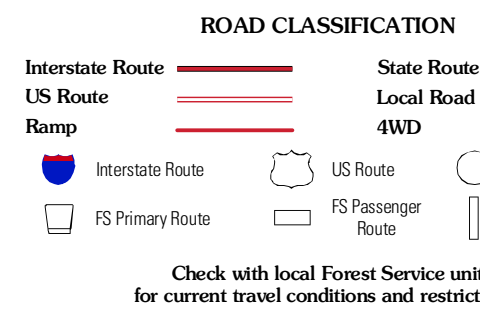 ROAD CLASSIFICATION
Interstate Route State Route
US Route Local Road
Ramp 4WD
Interstate Route US Route
FS Primary Route FS Passenger
Route
Check with local Forest Service unit
for current travel conditions and restrict